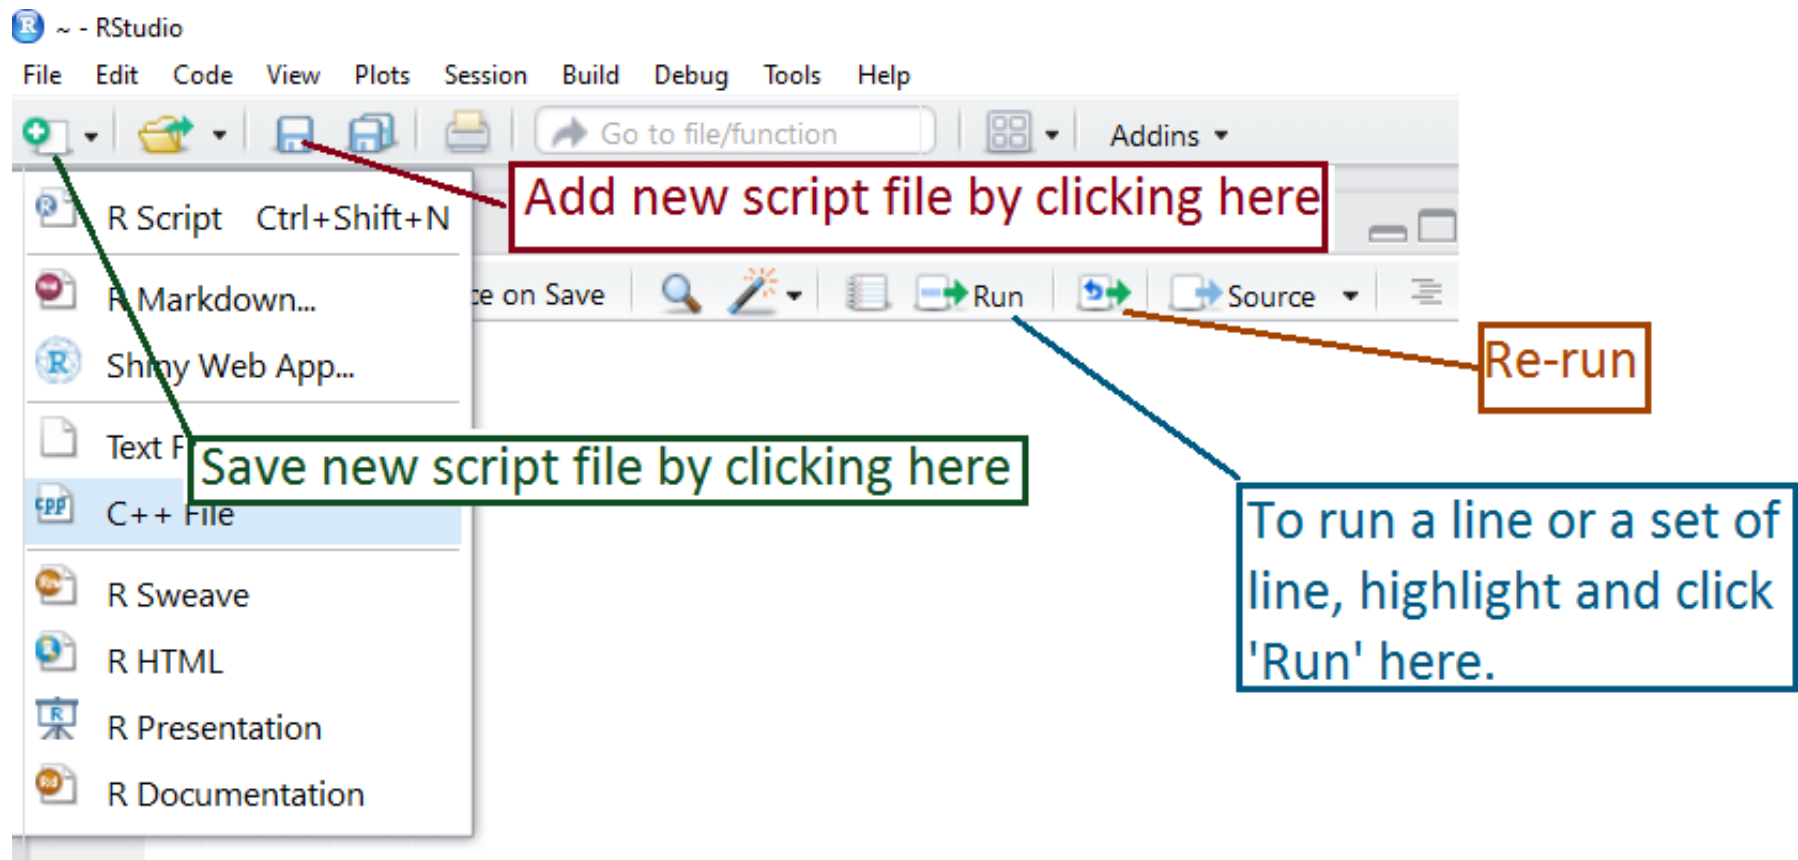 ~ - RStudio
File Edit Code View Plots Session Build Debug Tools Help
Go to file/function Addins
Add new script file by clicking here
R Script Ctrl+Shift+N
R Markdown... on Save Run Source
Shiny Web App...
Re-run
Text
Save new script file by clicking here
C++ File
To run a line or a set of
line, highlight and click
'Run' here.
R Sweave
R HTML
R Presentation
R Documentation